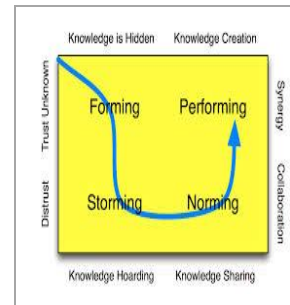 Knowledge is Hidden Knowledge Creation
Trust Unknown
Forming Performing
Synergy
Distrust
Storming Norming
Collaboration
Knowledge Hoarding Knowledge Sharing